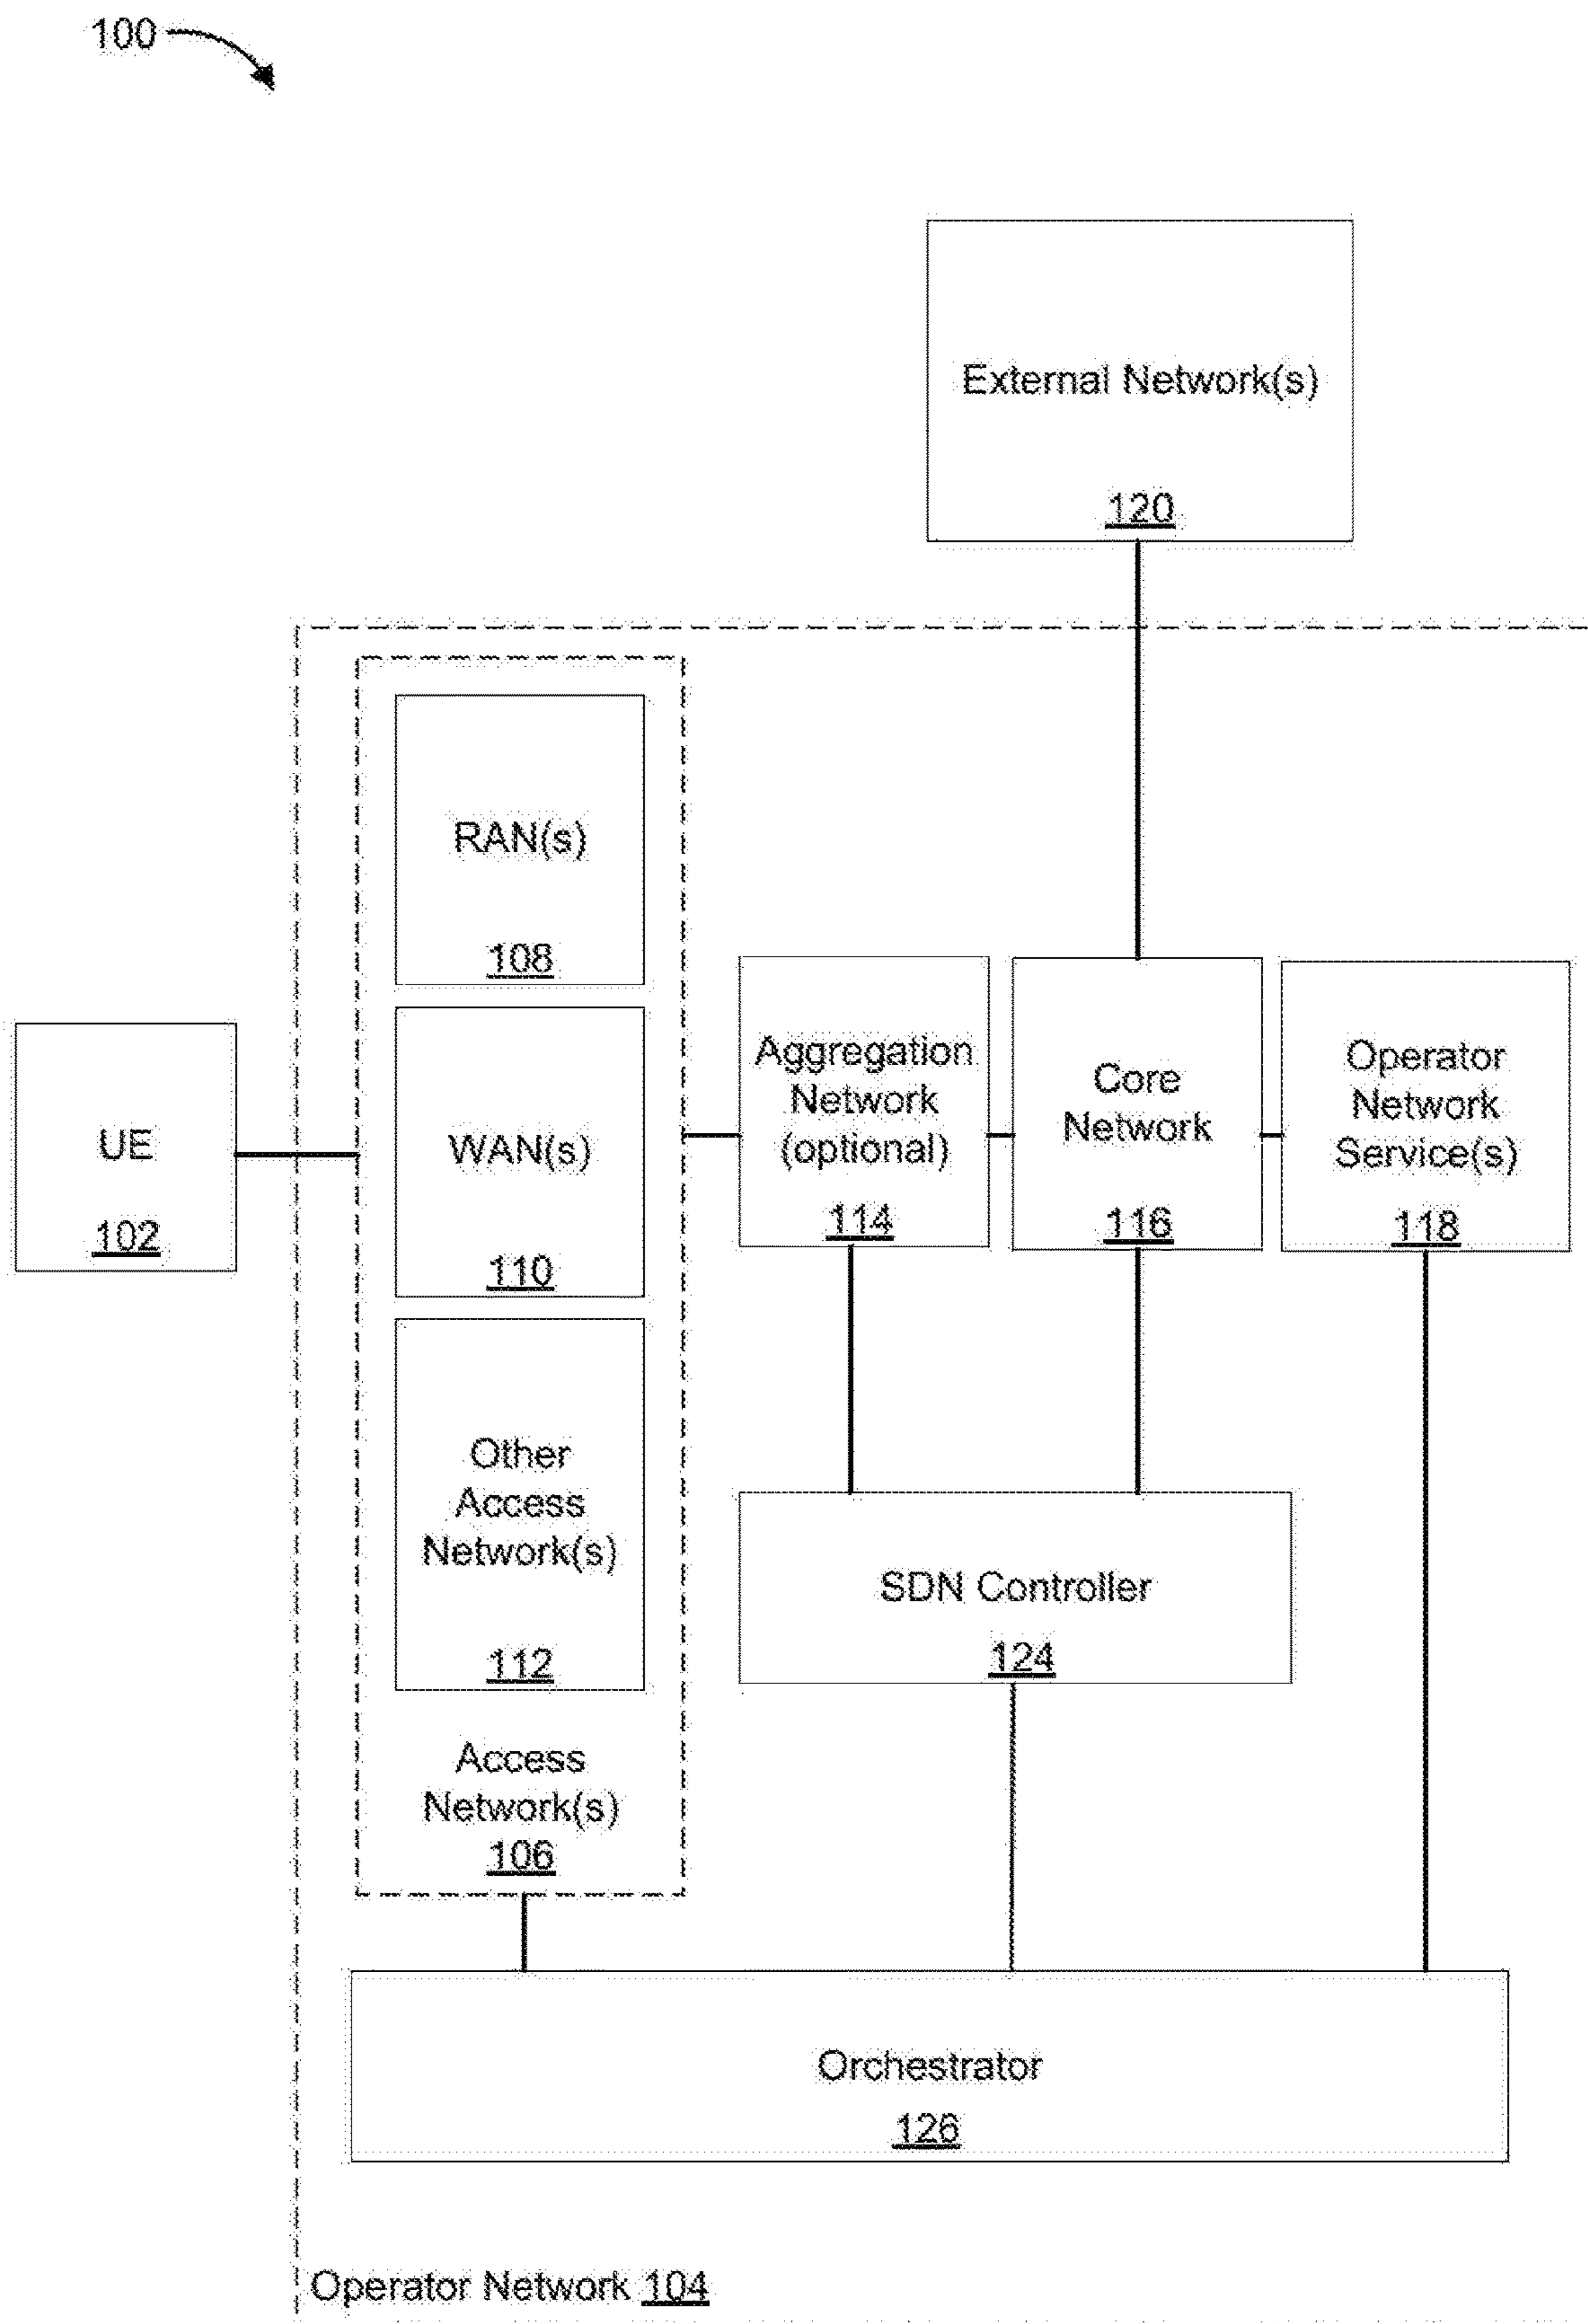 100
External Network(s)
120
RAN(s)
108
WAN(s)
110
Other
Access
Network(s)
112
Access
Network(s)
106
UE
102
Aggregation
Network
(optional)
114
Core
Network
116
Operator
Network
Service(s)
118
SDN Controller
124
Orchestrator
126
Operator Network 104